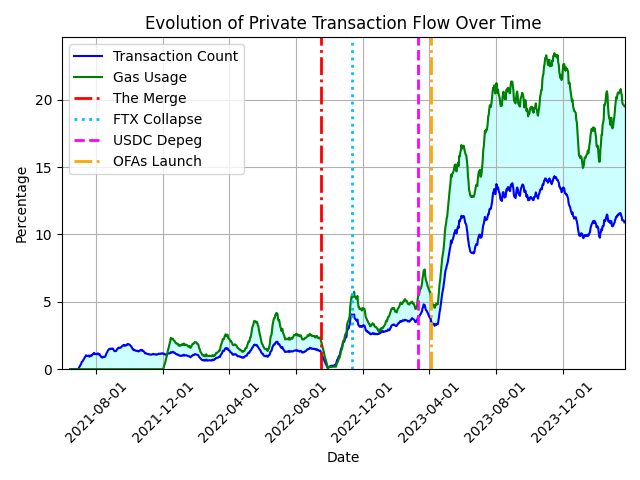 Evolution of Private Transaction Flow Over Time
Transaction Count
Gas Usage
The Merge
FTX Collapse
USDC Depeg
OFAs Launch
Percentage
20
15
10
5
0
2021-08-01
2021-12-01
2022-04-01
2022-08-01
2022-12-01
2023-04-01
2023-08-01
2023-12-01
Date